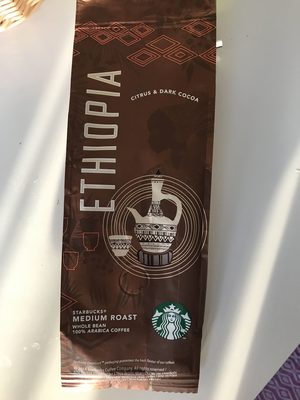 ETHIOPIA
CITRUS & DARK COCOA
STARBUCKS®
MEDIUM ROAST
WHOLE BEAN
100% ARABICA COFFEE